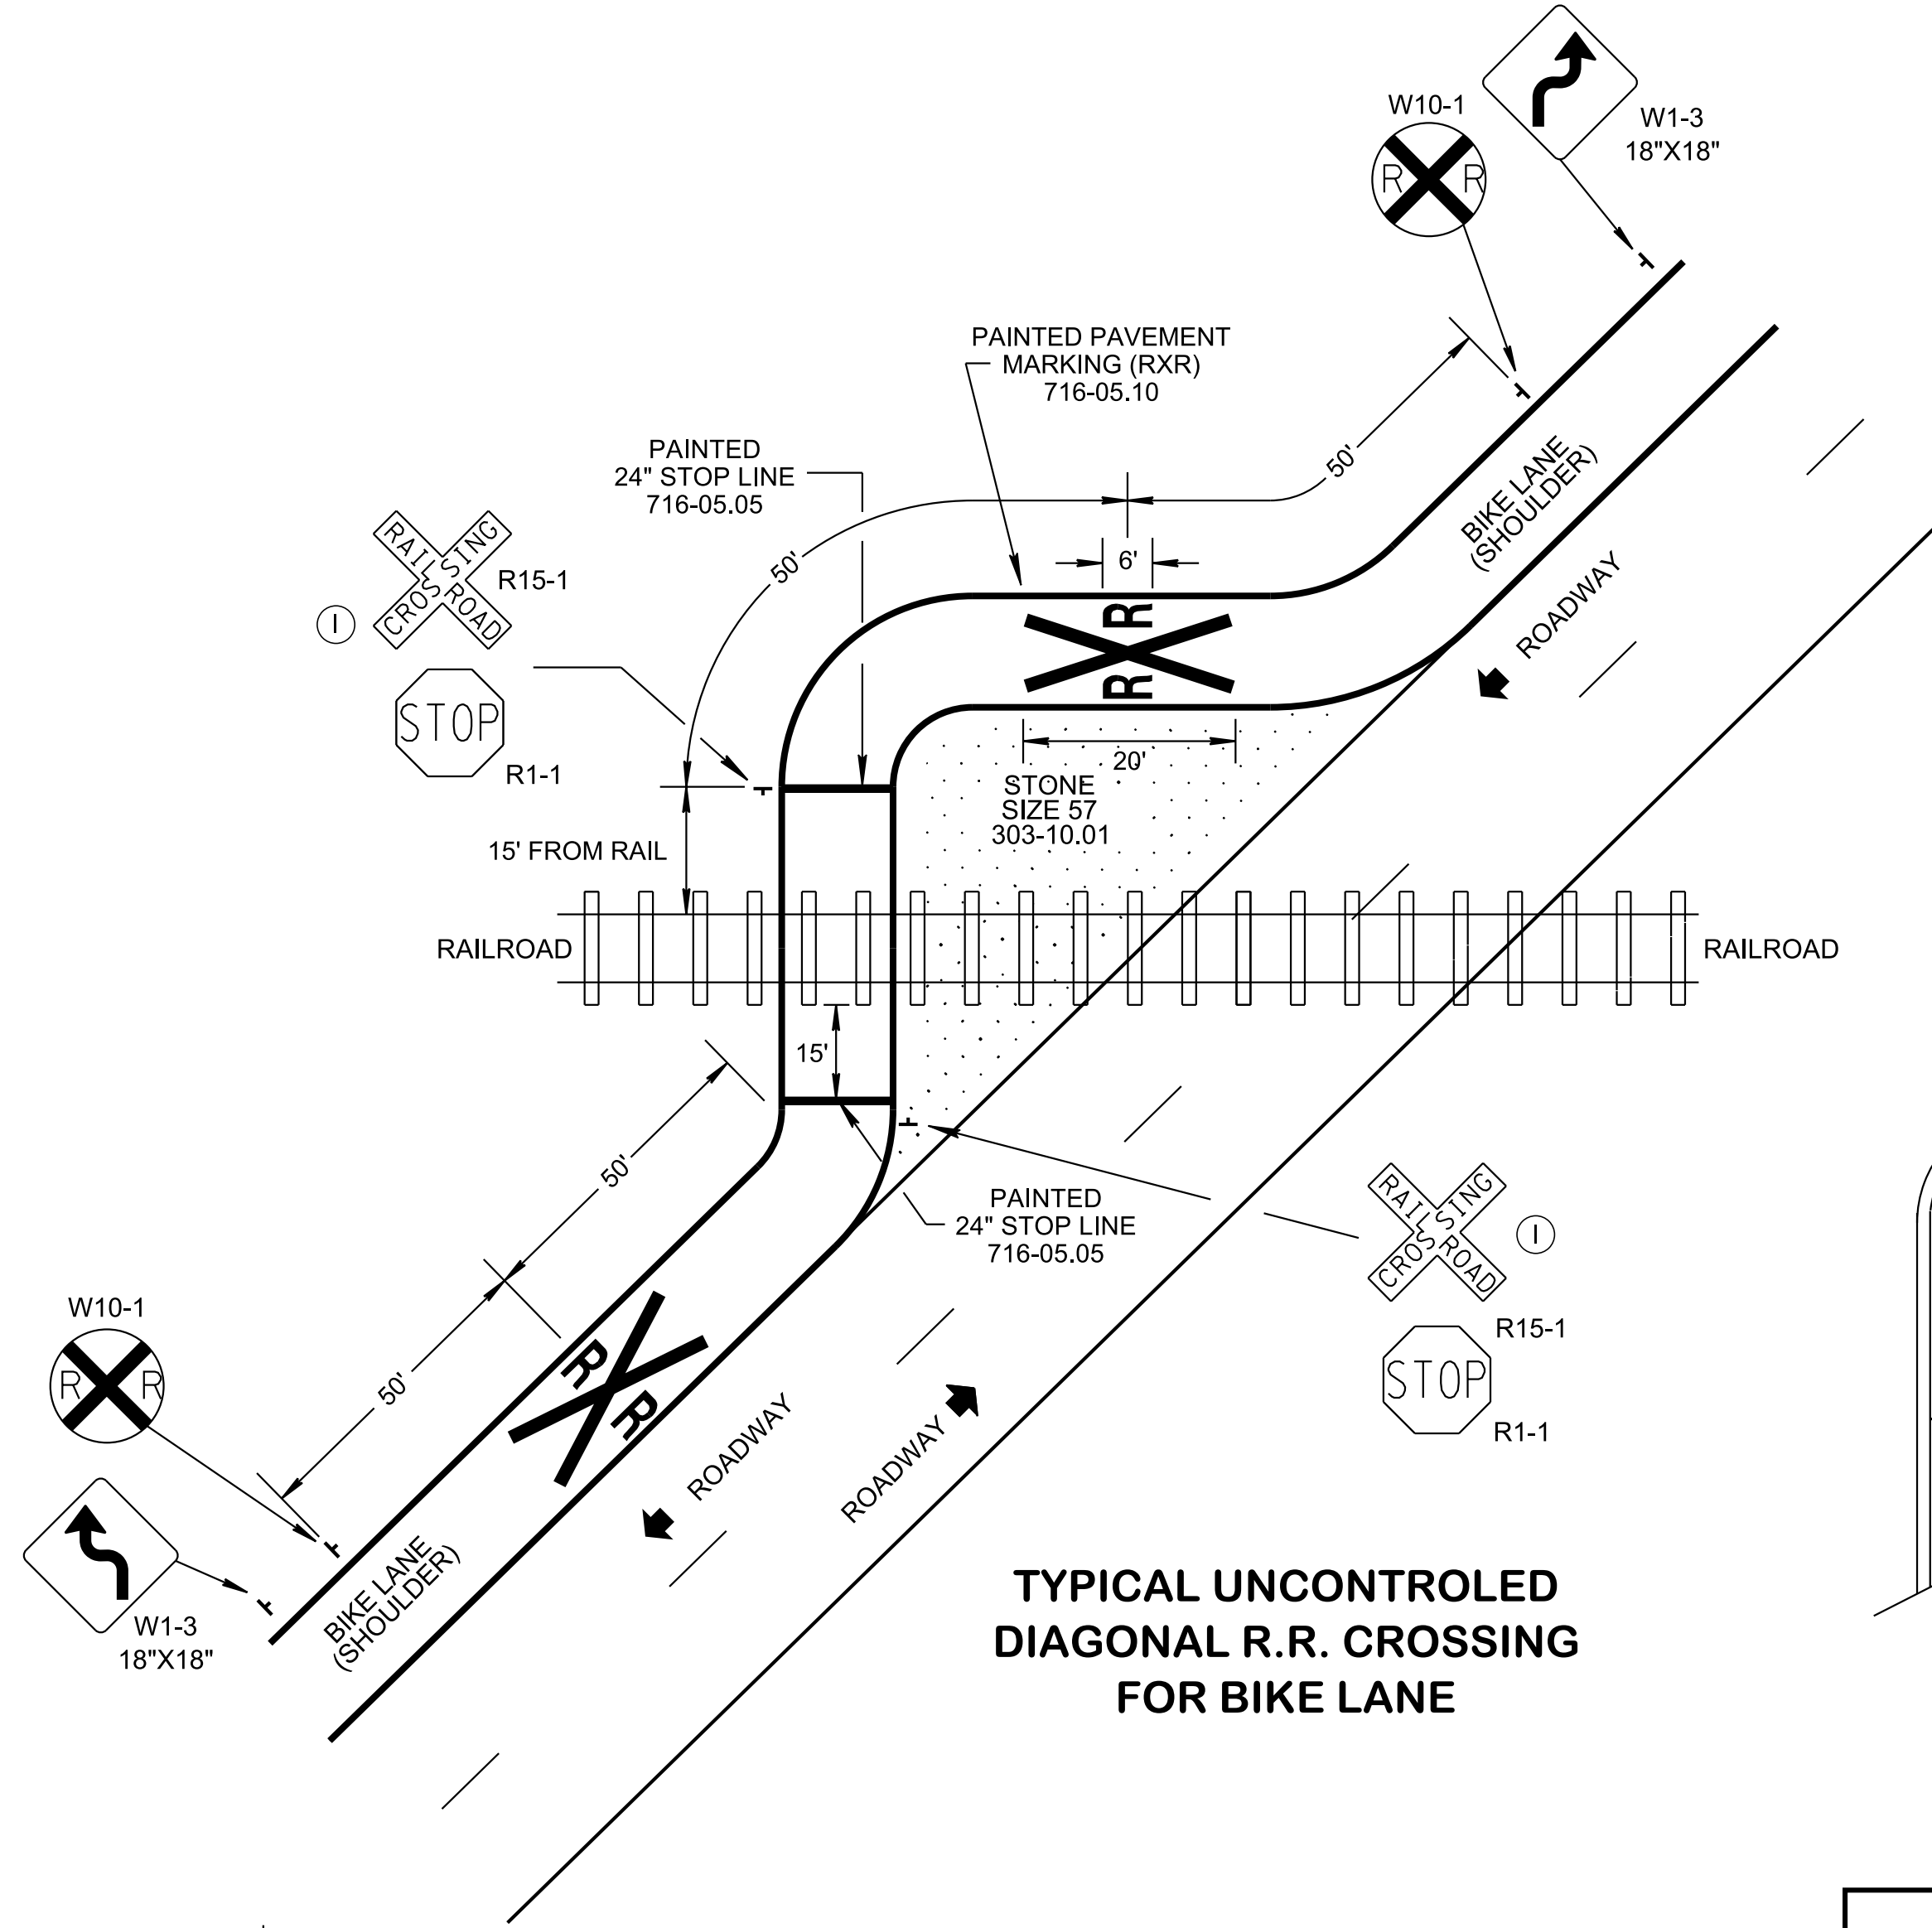 W10-1
R R
W1-3
18"X18"
PAINTED PAVEMENT
MARKING (RXR)
716-05.10
50'
PAINTED
24" STOP LINE
716-05.05
BIKE LANE
(SHOULDER)
ROADWAY
50'
6'
RAILROAD
CROSSING
R15-1
I
R
R
STOP
R1-1
20'
STONE
SIZE 57
303-10.01
15' FROM RAIL
RAILROAD
RAILROAD
15'
50'
PAINTED
24" STOP LINE
716-05.05
RAILROAD
CROSSING
I
R15-1
STOP
R1-1
W10-1
R R
50'
R
R
ROADWAY
ROADWAY
W1-3
18"X18"
BIKE LANE
(SHOULDER)
TYPICAL UNCONTROLED
DIAGONAL R.R. CROSSING
FOR BIKE LANE